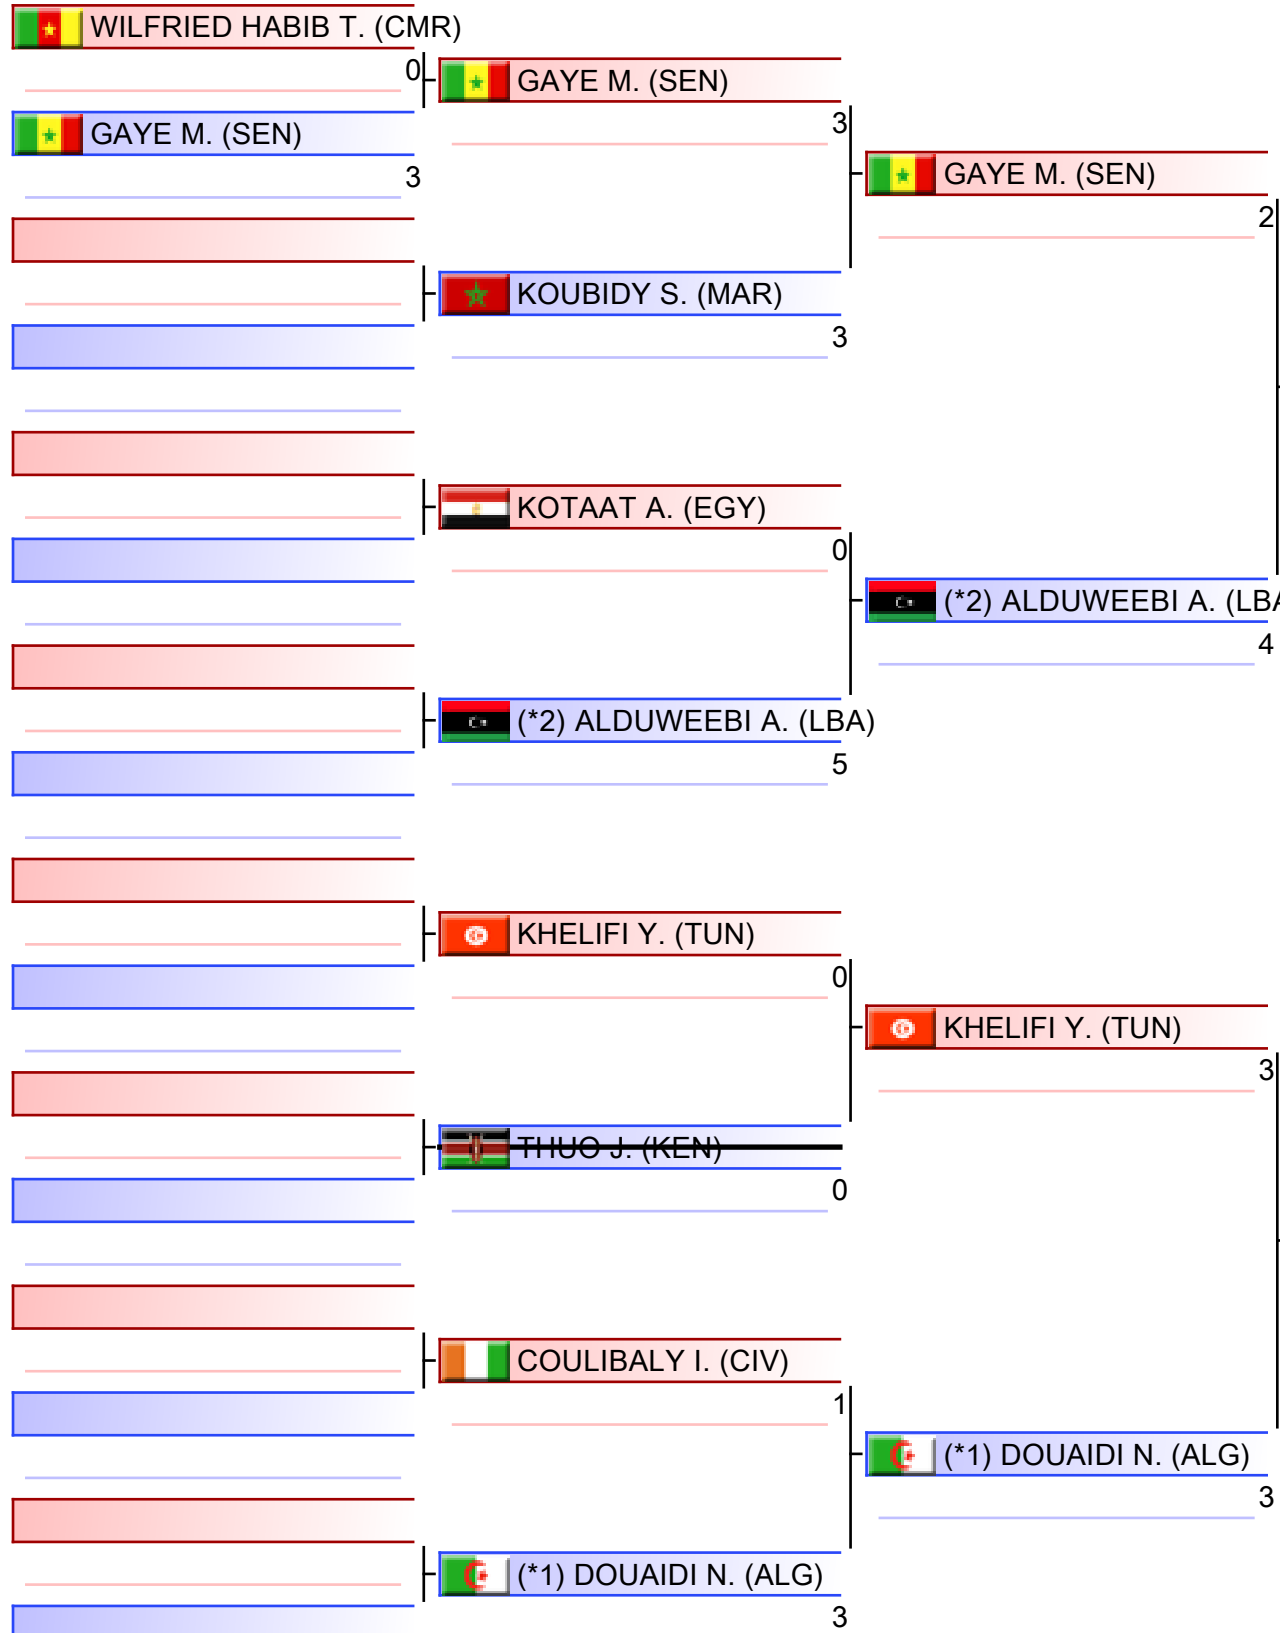 WILFRIED HABIB T. (CMR)
0
GAYE M. (SEN)
3
GAYE M. (SEN)
3
KOUBIDY S. (MAR)
3
KOTAAT A. (EGY)
0
(*2) ALDUWEEBI A. (LBA)
5
KHELIFI Y. (TUN)
0
THUO J. (KEN)
0
COULIBALY I. (CIV)
1
(*1) DOUAIDI N. (ALG)
3
GAYE M. (SEN)
2
(*2) ALDUWEEBI A. (LBA
4
KHELIFI Y. (TUN)
3
(*1) DOUAIDI N. (ALG)
3